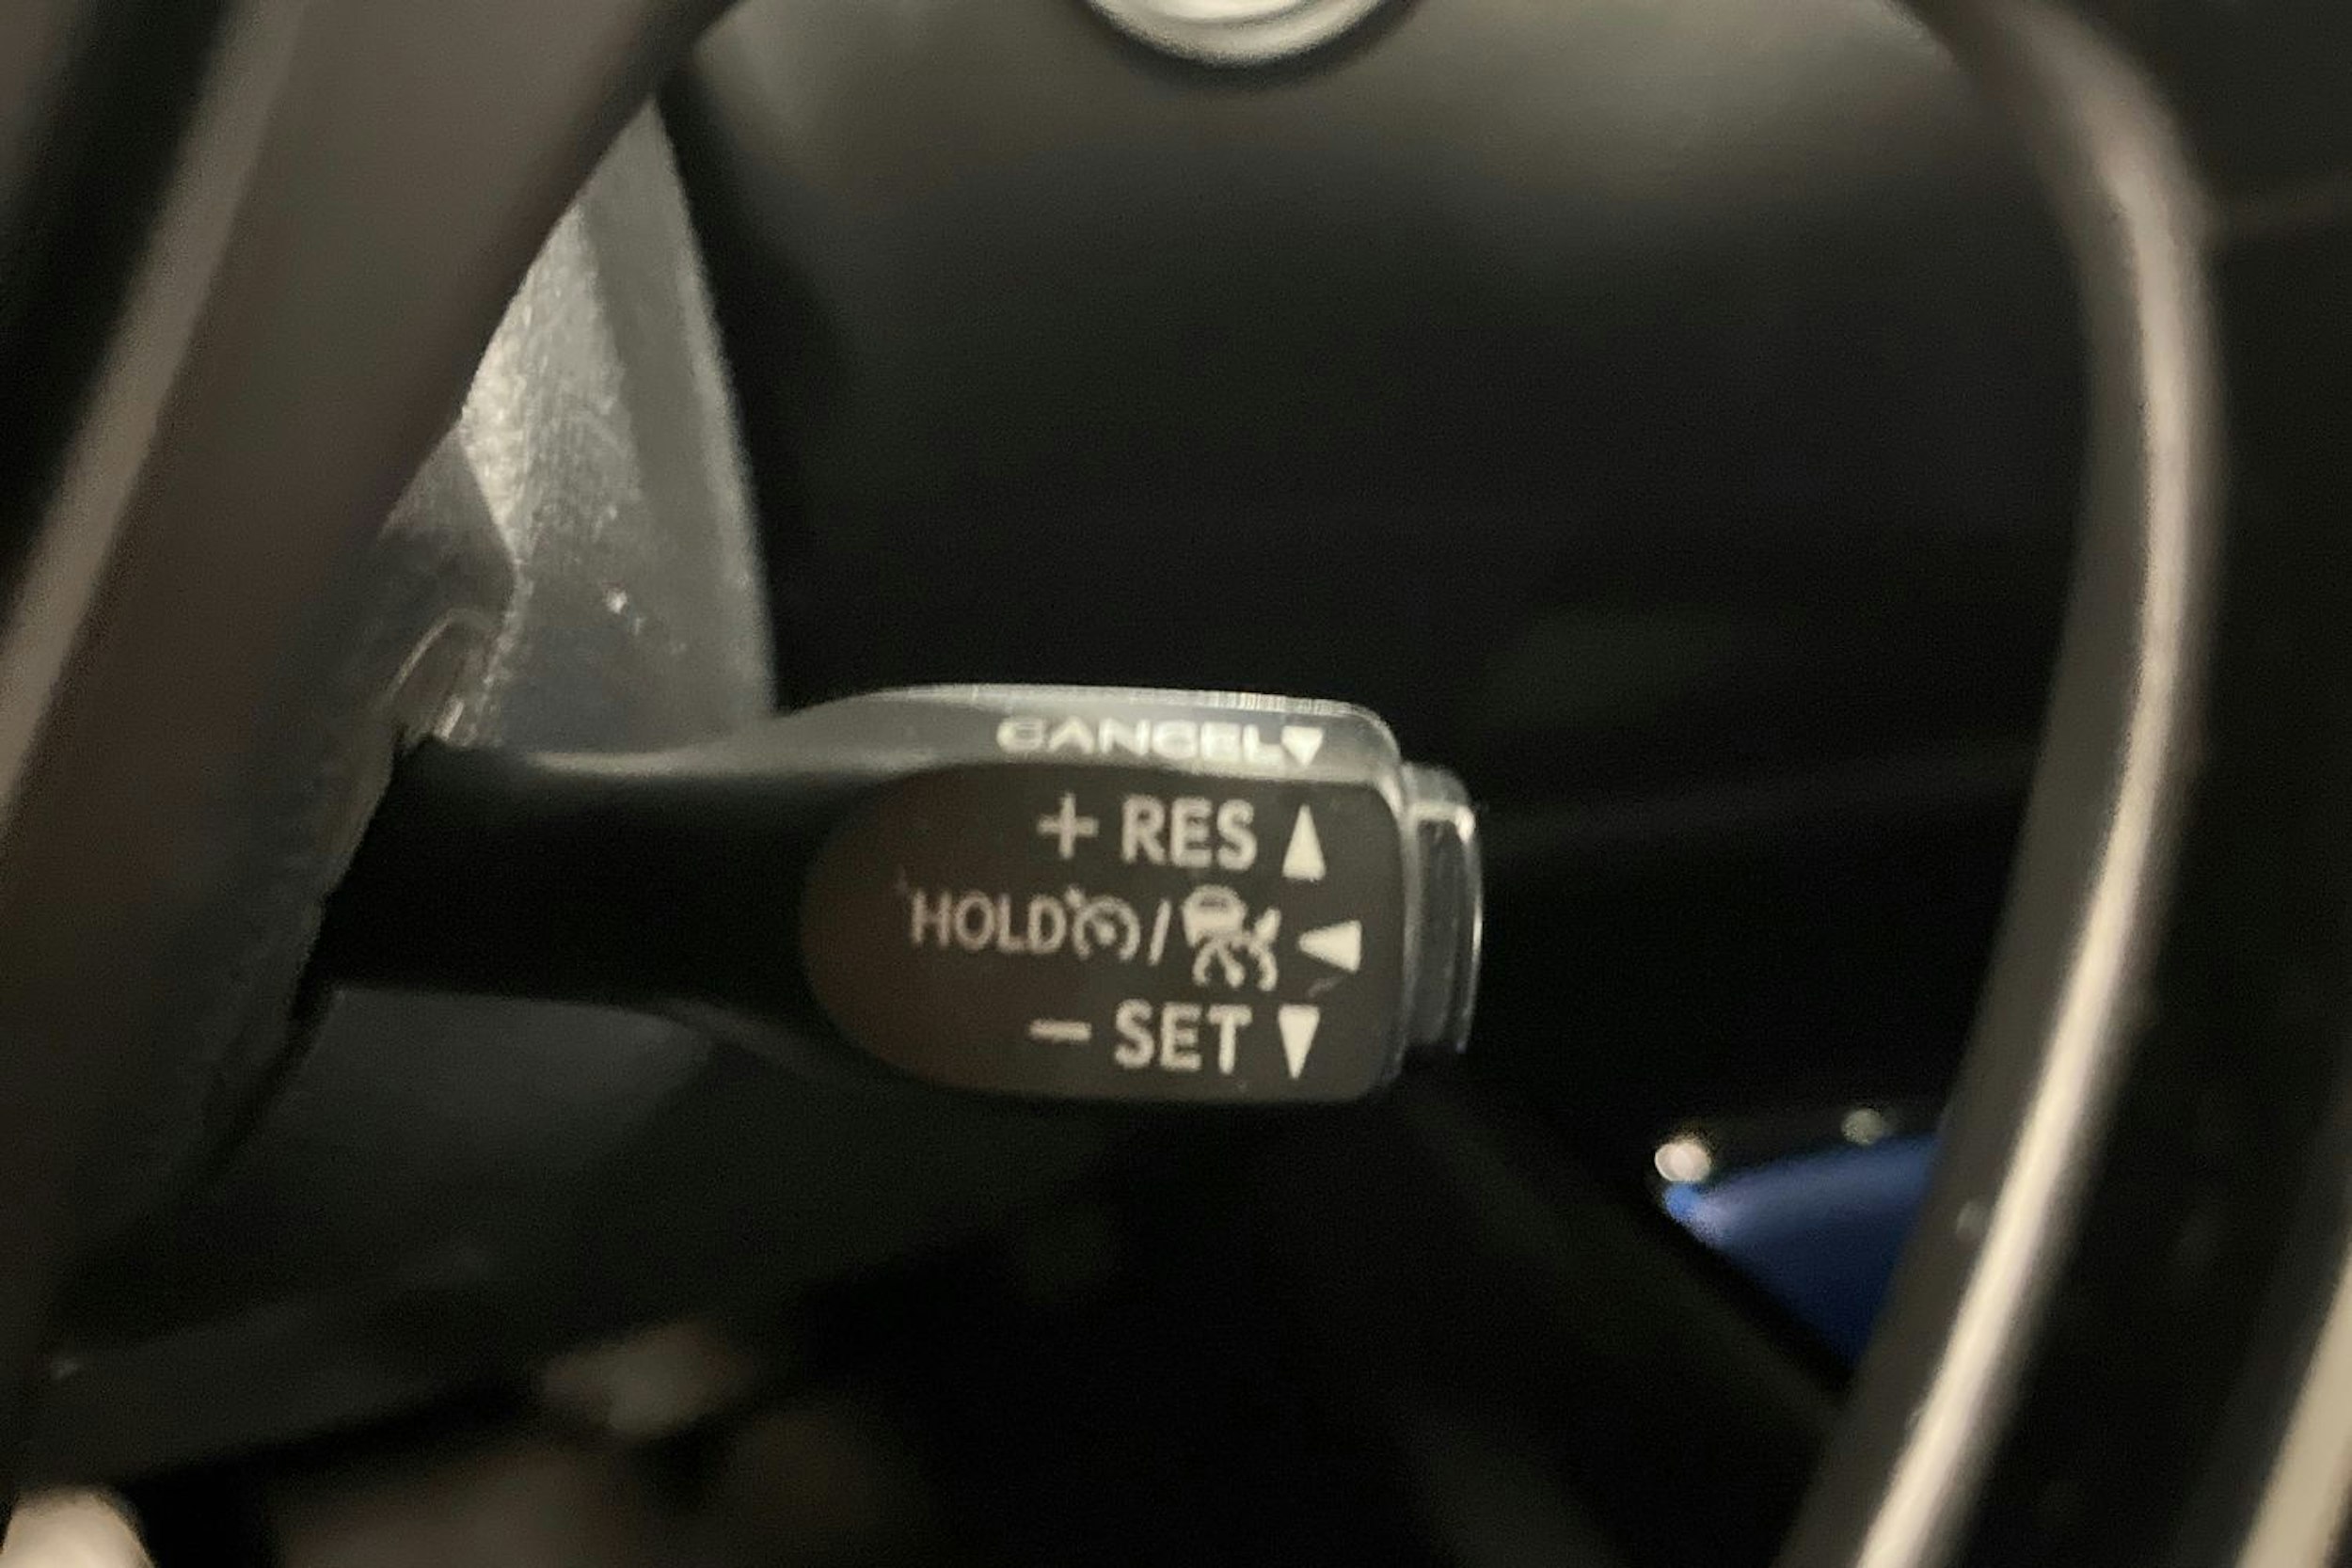 CANCEL▼
+ RES ▲
HOLD / ◀
− SET ▼